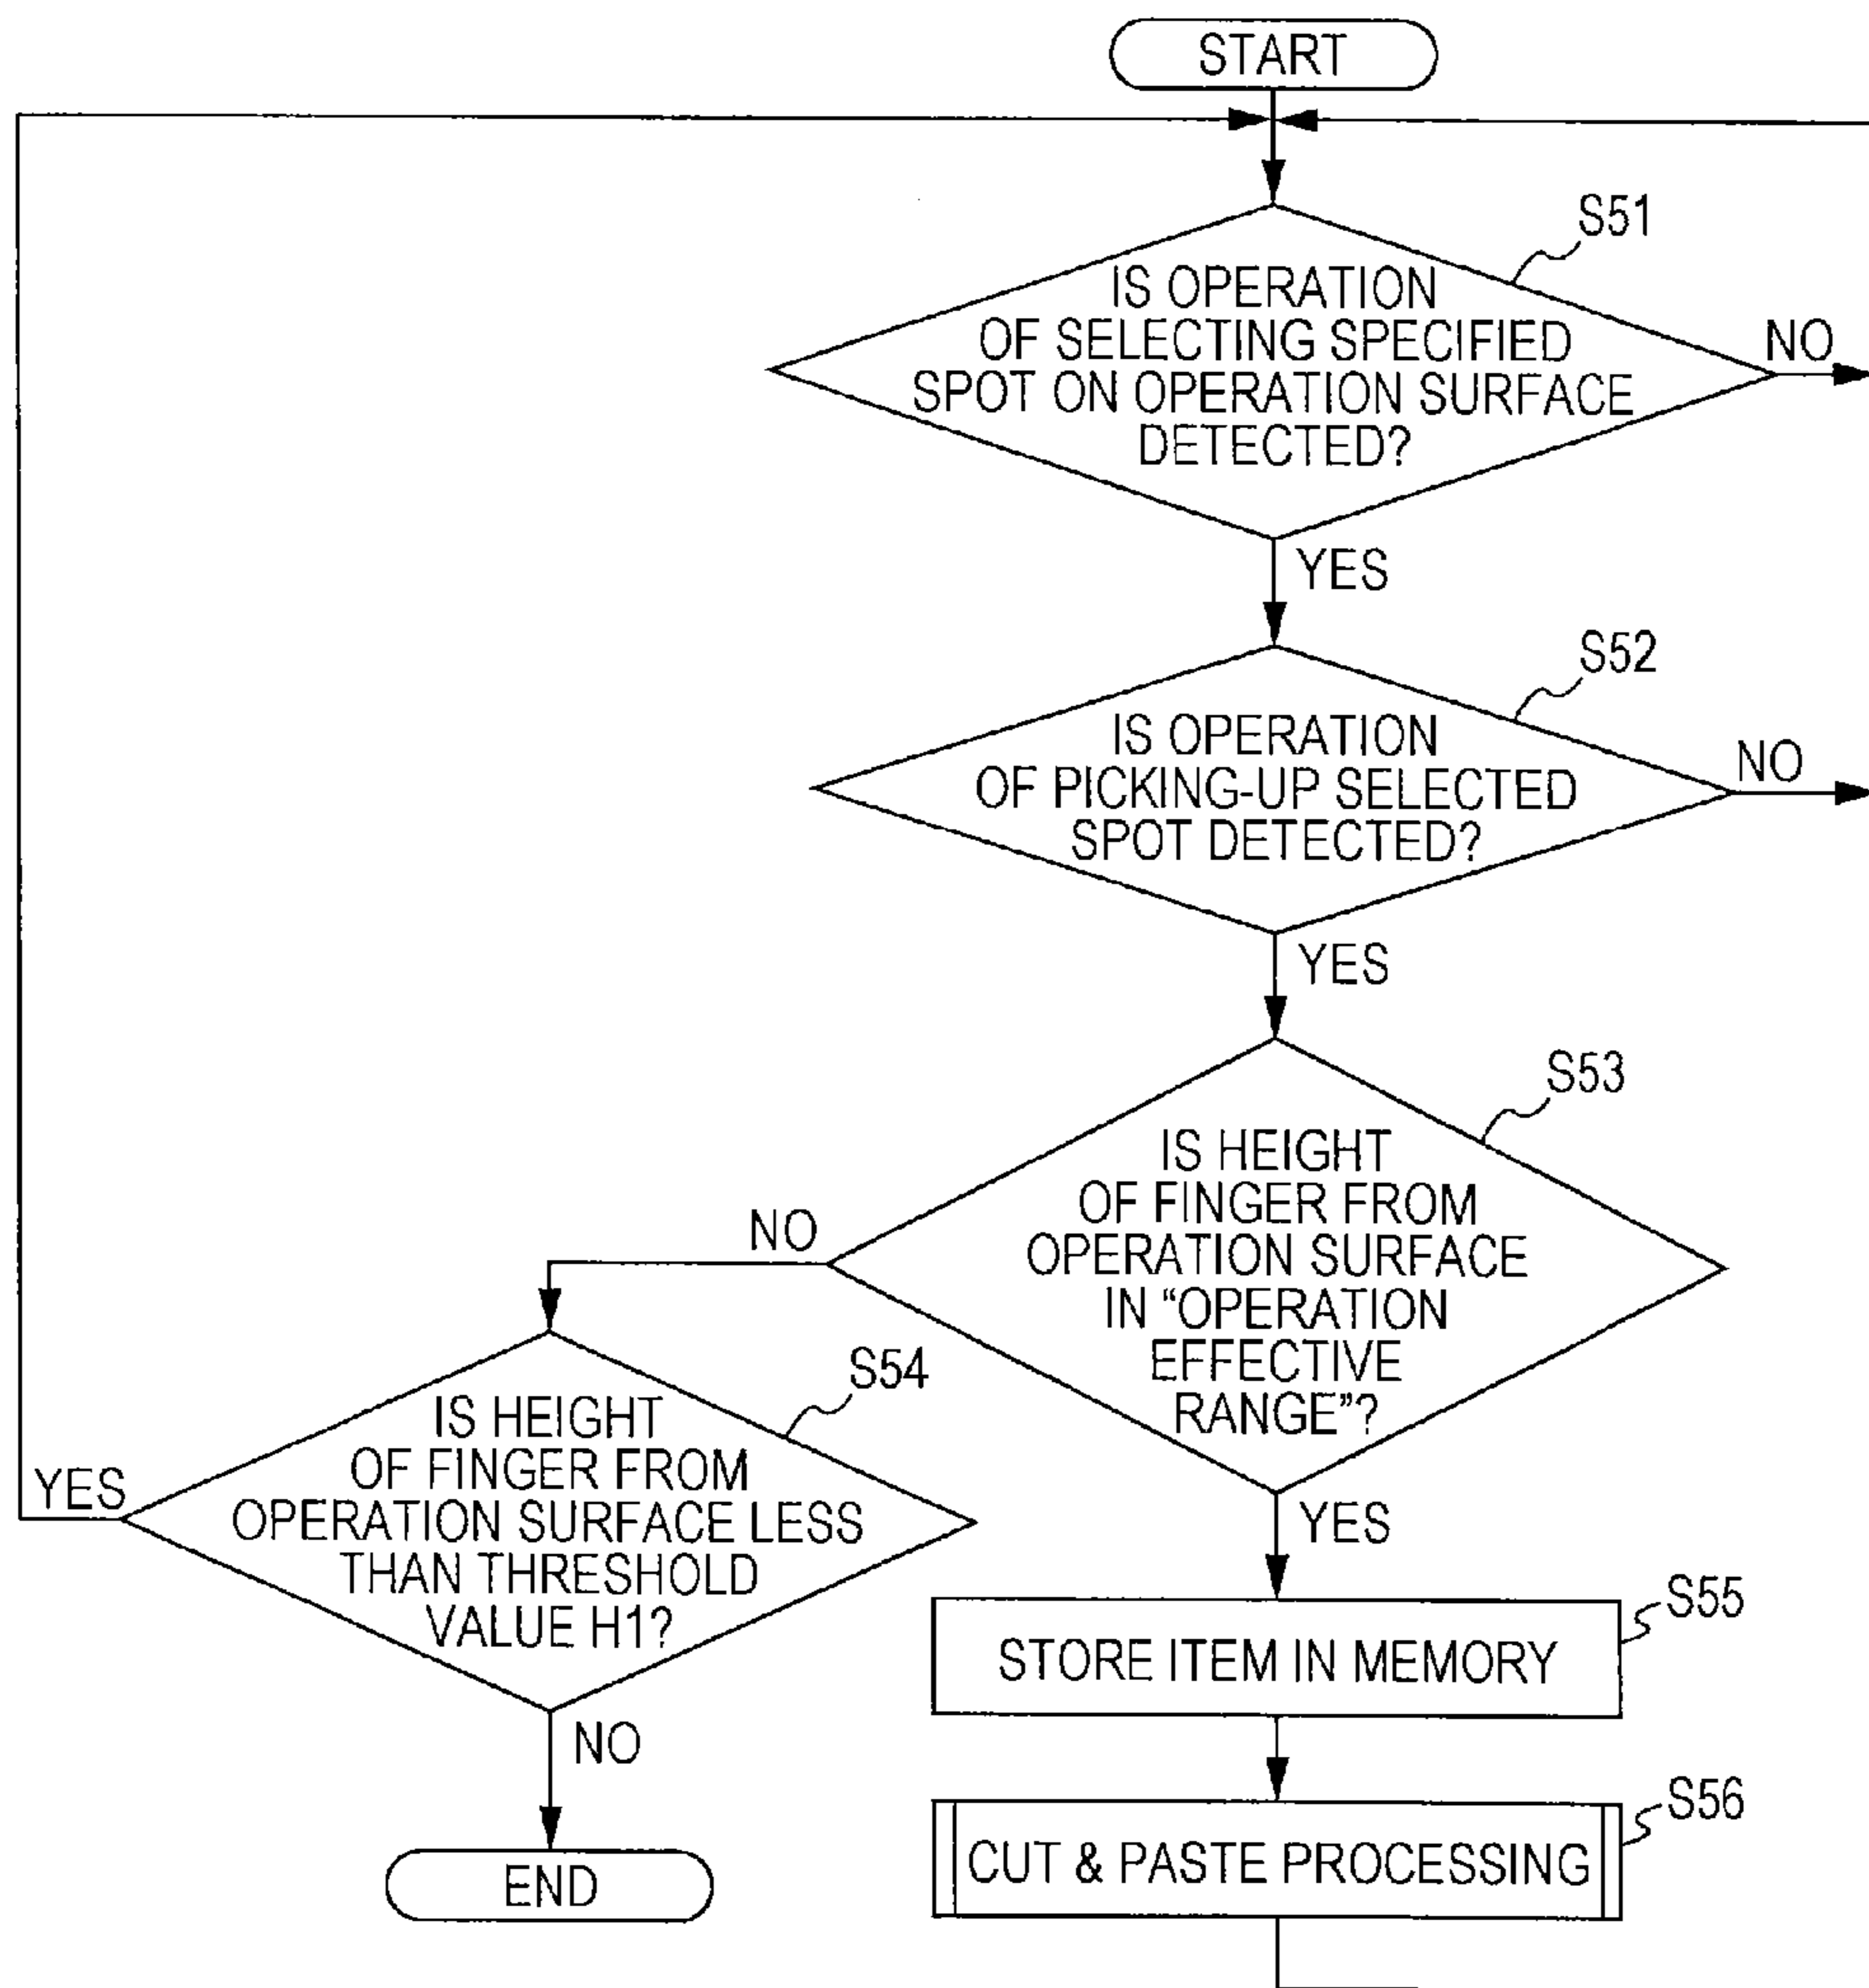 START
S51
IS OPERATION
OF SELECTING SPECIFIED
SPOT ON OPERATION SURFACE
DETECTED?
NO
YES
S52
IS OPERATION
OF PICKING-UP SELECTED
SPOT DETECTED?
NO
YES
S53
IS HEIGHT
OF FINGER FROM
OPERATION SURFACE
IN “OPERATION
EFFECTIVE
RANGE”?
NO
YES
S54
IS HEIGHT
OF FINGER FROM
OPERATION SURFACE LESS
THAN THRESHOLD
VALUE H1?
YES
NO
END
S55
STORE ITEM IN MEMORY
S56
CUT & PASTE PROCESSING